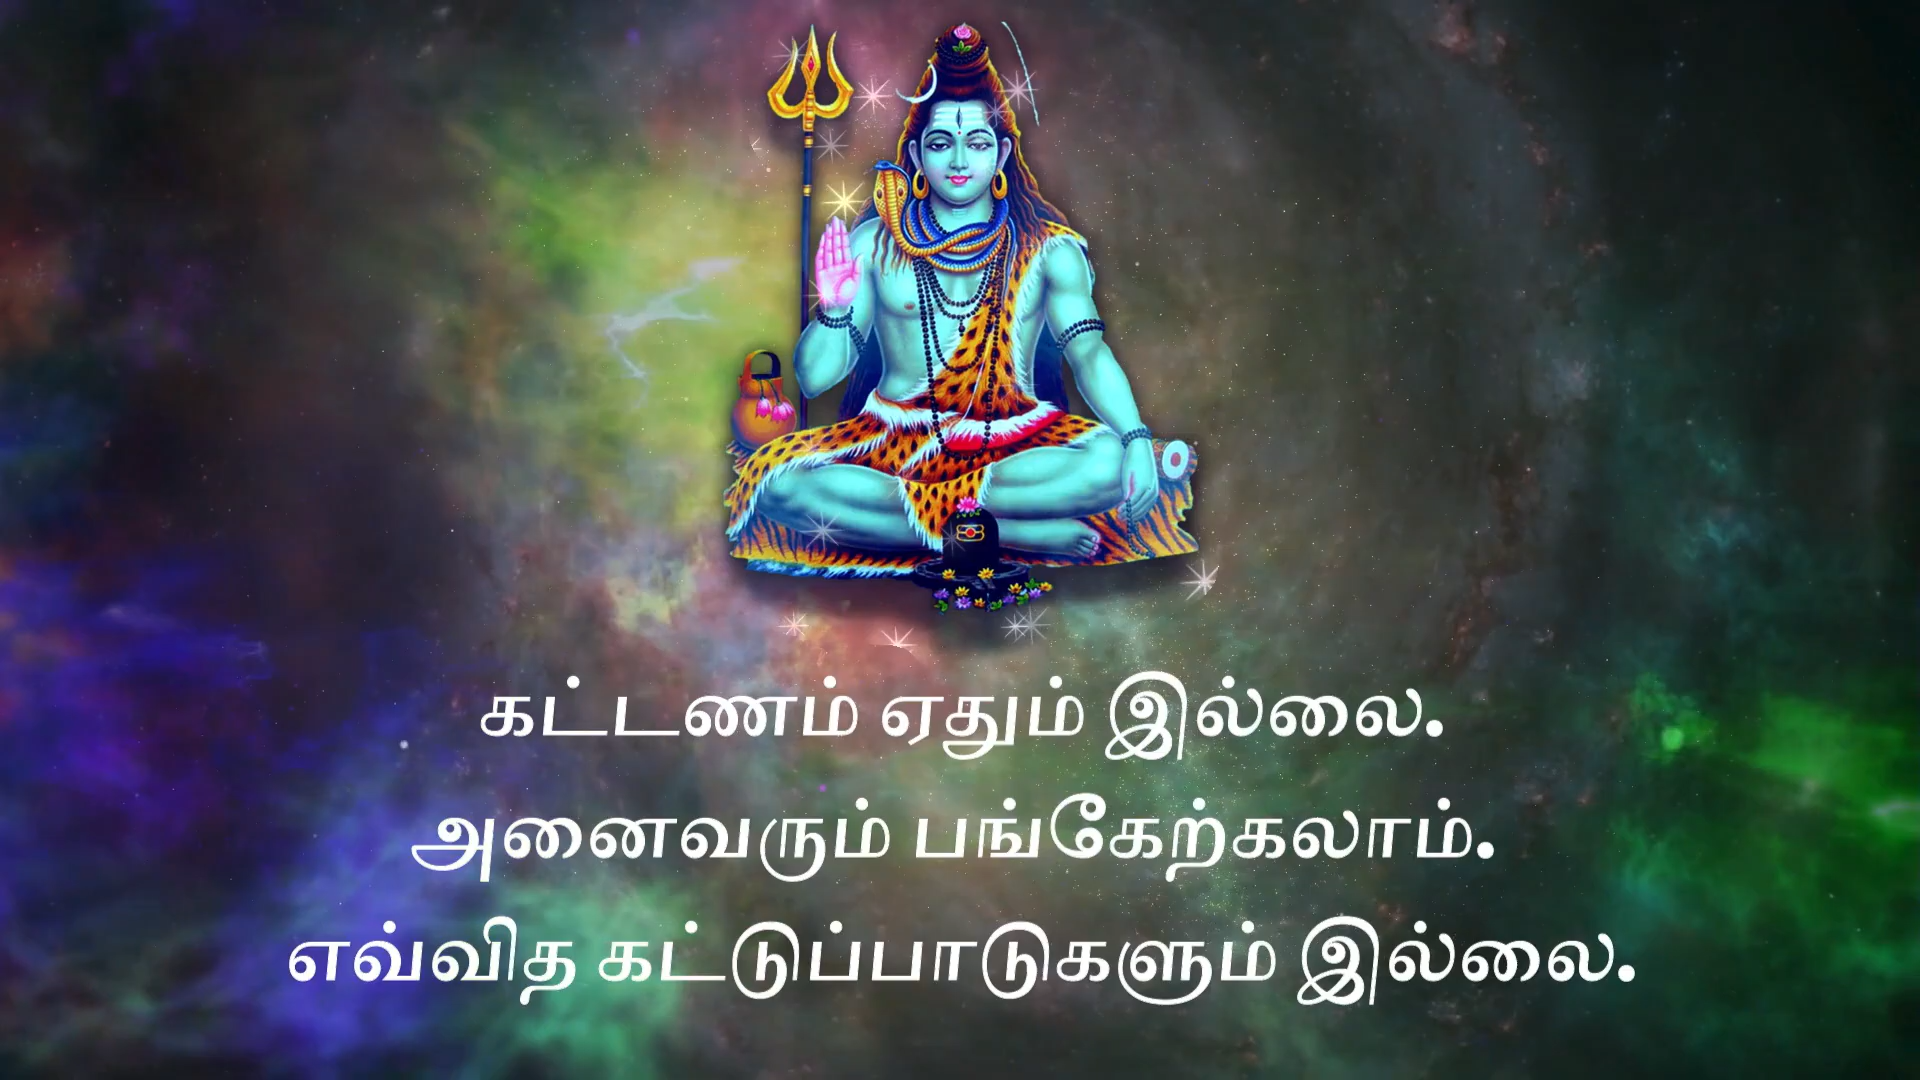 கட்டணம் ஏதும் இல்லை.
அனைவரும் பங்கேற்கலாம்.
எவ்வித கட்டுப்பாடுகளும் இல்லை.